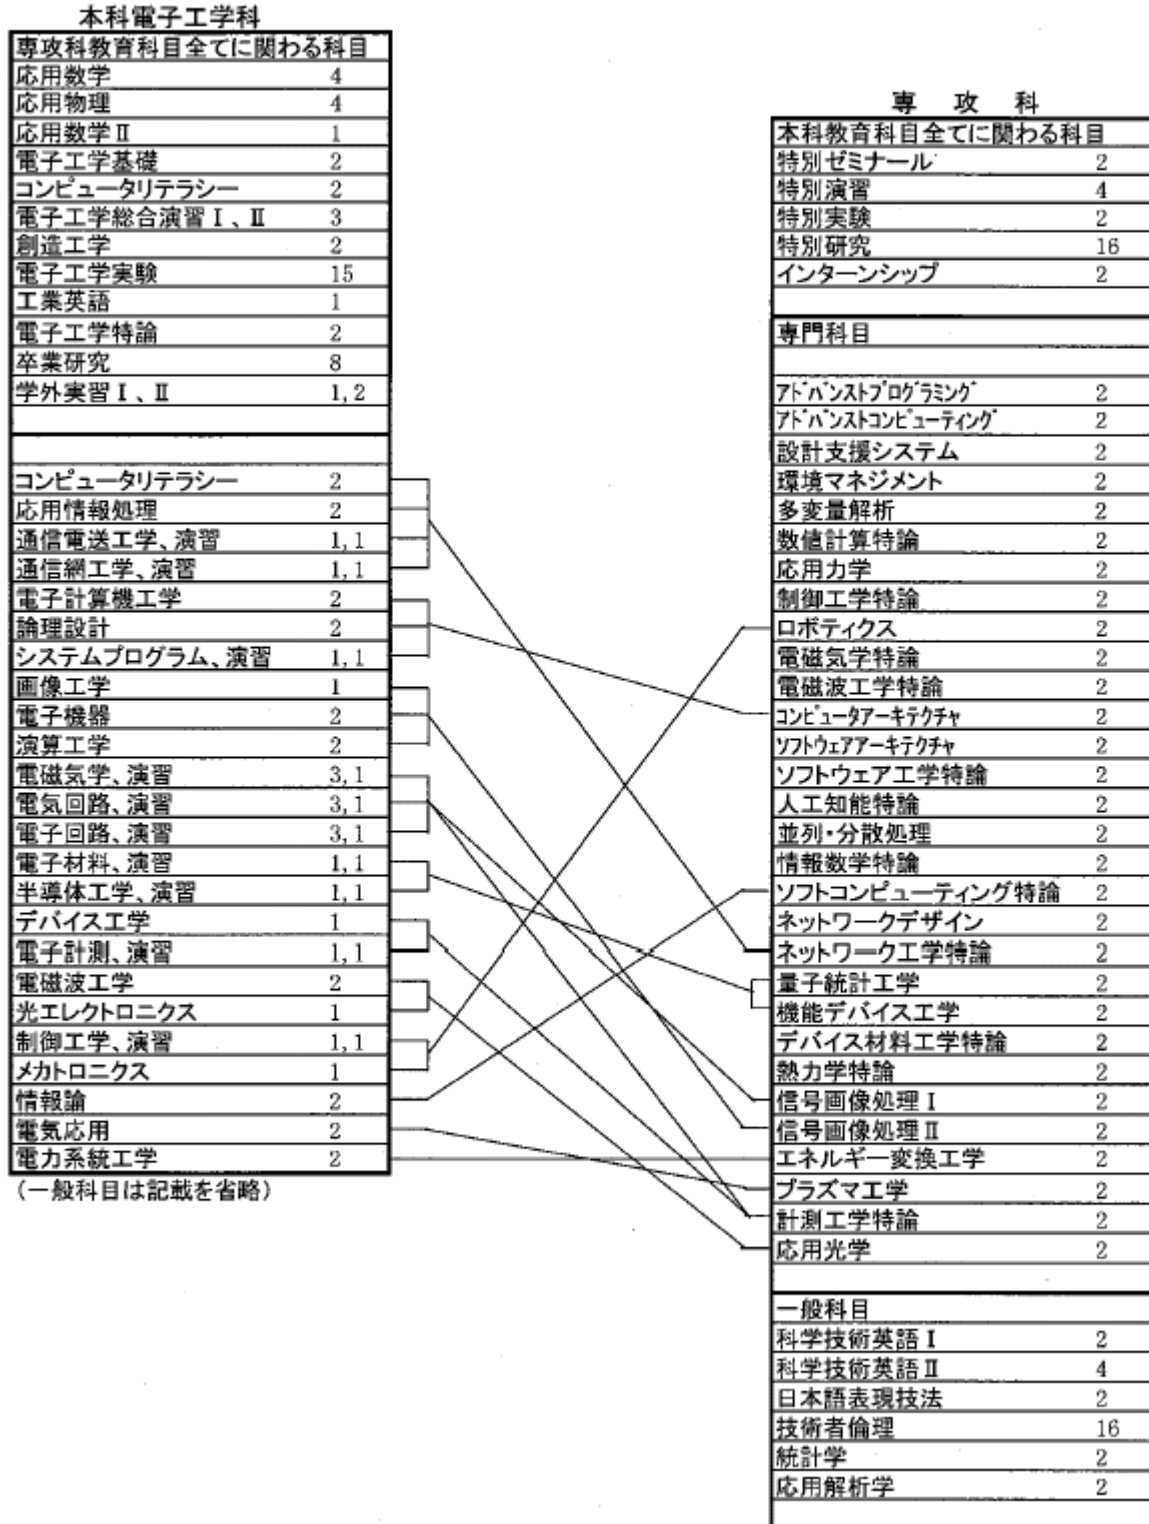 本科電子工学科
専攻科教育科目全てに関わる科目
応用数学 4
応用物理 4
応用数学Ⅱ 1
電子工学基礎 2
コンピュータリテラシー 2
電子工学総合演習Ⅰ、Ⅱ 3
創造工学 2
電子工学実験 15
工業英語 1
電子工学特論 2
卒業研究 8
学外実習Ⅰ、Ⅱ 1,2
コンピュータリテラシー 2
応用情報処理 2
通信電送工学、演習 1,1
通信網工学、演習 1,1
電子計算機工学 2
論理設計 2
システムプログラム、演習 1,1
画像工学 1
電子機器 2
演算工学 2
電磁気学、演習 3,1
電気回路、演習 3,1
電子回路、演習 3,1
電子材料、演習 1,1
半導体工学、演習 1,1
デバイス工学 1
電子計測、演習 1,1
電磁波工学 2
光エレクトロニクス 1
制御工学、演習 1,1
メカトロニクス 1
情報論 2
電気応用 2
電力系統工学 2
(一般科目は記載を省略)
専攻科
本科教育科目全てに関わる科目
特別ゼミナール 2
特別演習 4
特別実験 2
特別研究 16
インターンシップ 2
専門科目
アドバンストプログラミング 2
アドバンストコンピューティング 2
設計支援システム 2
環境マネジメント 2
多変量解析 2
数値計算特論 2
応用力学 2
制御工学特論 2
ロボティクス 2
電磁気学特論 2
電磁波工学特論 2
コンピュータアーキテクチャ 2
ソフトウェアアーキテクチャ 2
ソフトウェア工学特論 2
人工知能特論 2
並列・分散処理 2
情報数学特論 2
ソフトコンピューティング特論 2
ネットワークデザイン 2
ネットワーク工学特論 2
量子統計工学 2
機能デバイス工学 2
デバイス材料工学特論 2
熱力学特論 2
信号画像処理Ⅰ 2
信号画像処理Ⅱ 2
エネルギー変換工学 2
プラズマ工学 2
計測工学特論 2
応用光学 2
一般科目
科学技術英語Ⅰ 2
科学技術英語Ⅱ 4
日本語表現技法 2
技術者倫理 16
統計学 2
応用解析学 2